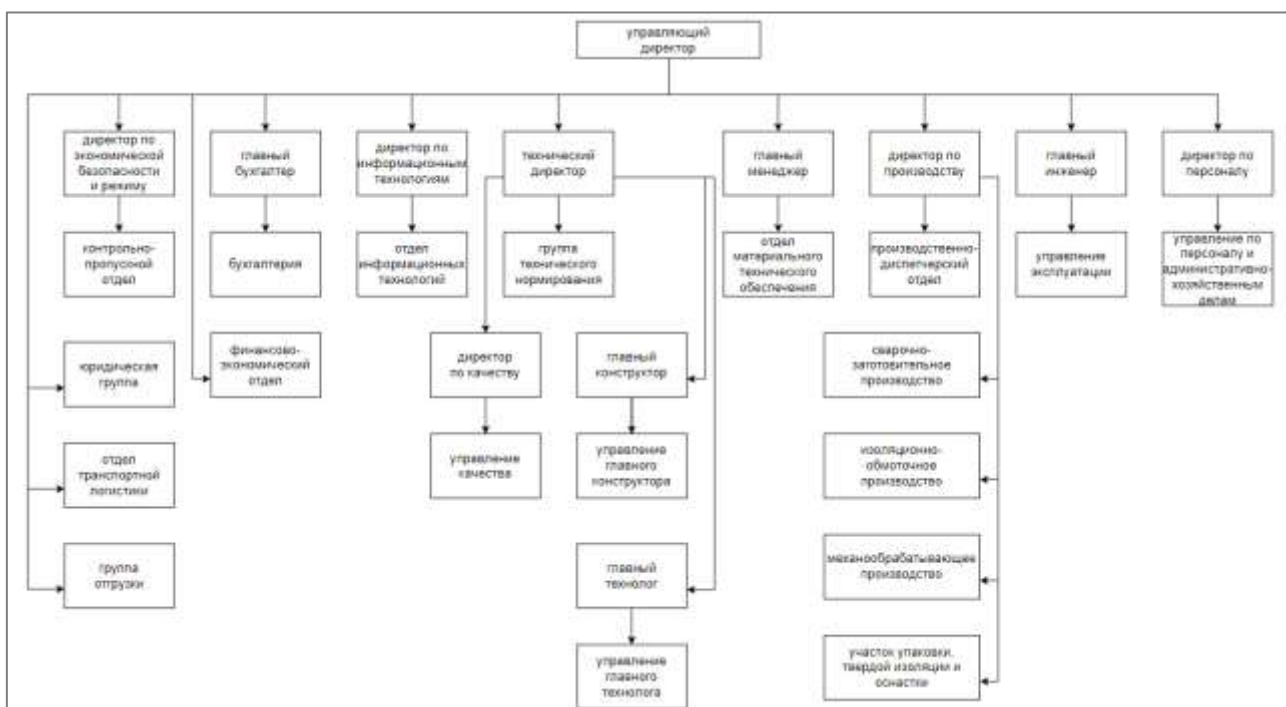 управляющий
директор
директор по
экономической
безопасности
и режиму
главный
бухгалтер
директор по
информационным
технологиям
технический
директор
главный
менеджер
директор по
производству
главный
инженер
директор по
персоналу
контрольно-
пропускной
отдел
бухгалтерия
отдел
информационных
технологий
группа
технического
нормирования
отдел
материального
технического
обеспечения
производственно-
диспетчерский
отдел
управление
эксплуатации
управление по
персоналу и
административно-
хозяйственным
делам
юридическая
группа
финансово-
экономический
отдел
директор
по качеству
главный
конструктор
сварочно-
заготовительное
производство
отдел
транспортной
логистики
управление
качества
управление
главного
конструктора
изоляционно-
обмоточное
производство
группа
отгрузки
главный
технолог
механообрабатывающее
производство
управление
главного
технолога
участок упаковки,
твердой изоляции и
оснастки